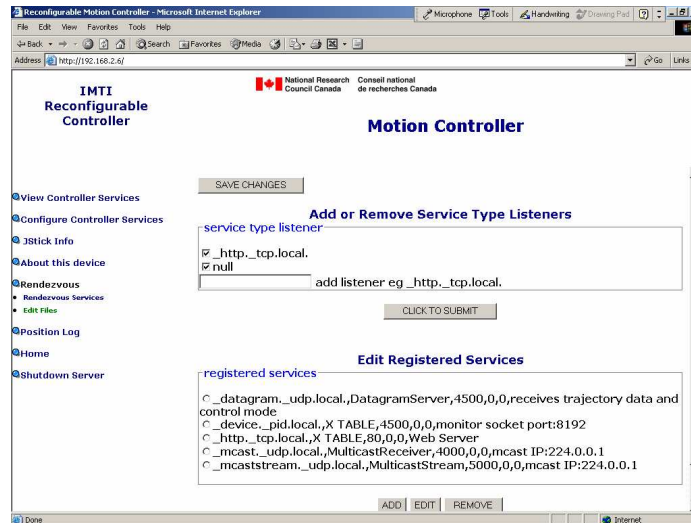 Reconfigurable Motion Controller - Microsoft Internet Explorer
Microphone Tools Handwriting Drawing Pad
File Edit View Favorites Tools Help
Back Search Favorites Media
Address http://192.168.2.6/ Go Links
IMTI
Reconfigurable
Controller
National Research Council Canada
Conseil national de recherches Canada
Motion Controller
SAVE CHANGES
View Controller Services
Configure Controller Services
JStick Info
About this device
Rendezvous
Rendezvous Services
Edit Files
Position Log
Home
Shutdown Server
Add or Remove Service Type Listeners
service type listener
_http._tcp.local.
null
add listener eg _http._tcp.local.
CLICK TO SUBMIT
Edit Registered Services
registered services
_datagram._udp.local.,DatagramServer,4500,0,0,receives trajectory data and
control mode
_device._pid.local.,X TABLE,4500,0,0,monitor socket port:8192
_http._tcp.local.,X TABLE,80,0,0,Web Server
_mcast._udp.local.,MulticastReceiver,4000,0,0,mcast IP:224.0.0.1
_mcaststream._udp.local.,MulticastStream,5000,0,0,mcast IP:224.0.0.1
ADD EDIT REMOVE
Done Internet